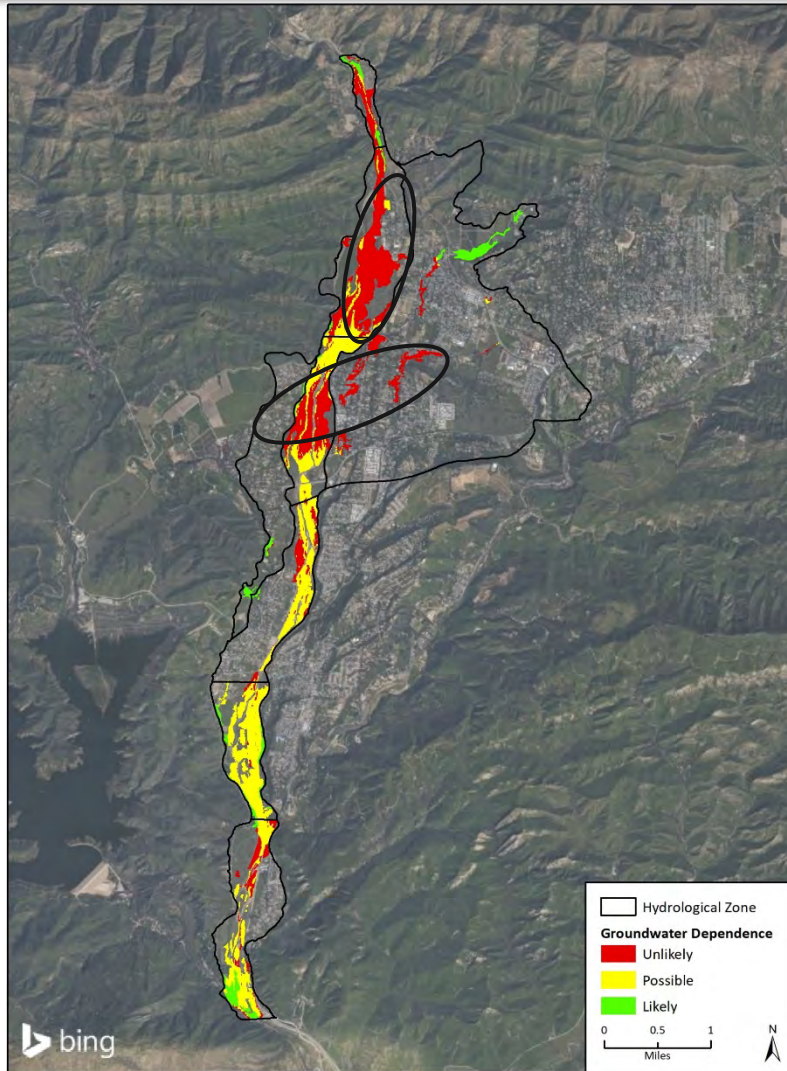 Hydrological Zone
Groundwater Dependence
Unlikely
Possible
Likely
0 0.5 1
Miles
N
bing